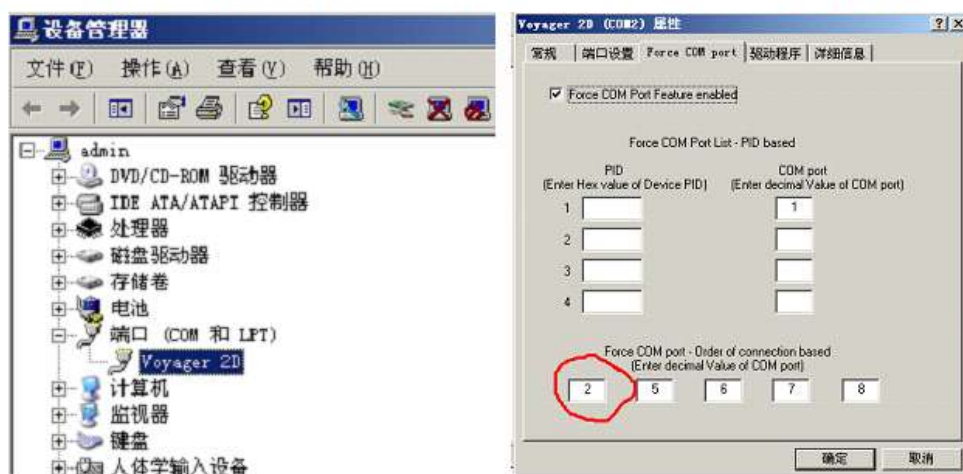 设备管理器
文件(F) 操作(A) 查看(V) 帮助(H)
admin
DVD/CD-ROM 驱动器
IDE ATA/ATAPI 控制器
处理器
磁盘驱动器
存储卷
电池
端口 (COM 和 LPT)
Voyager 2D
计算机
监视器
键盘
人体学输入设备
Voyager 2D (COM2) 属性
常规 端口设置 Force COM port 驱动程序 详细信息
Force COM Port Feature enabled
Force COM Port List - PID based
PID COM port
(Enter Hex value of Device PID) (Enter decimal Value of COM port)
1 1
2
3
4
Force COM port - Order of connection based
(Enter decimal Value of COM port)
2 5 6 7 8
确定 取消